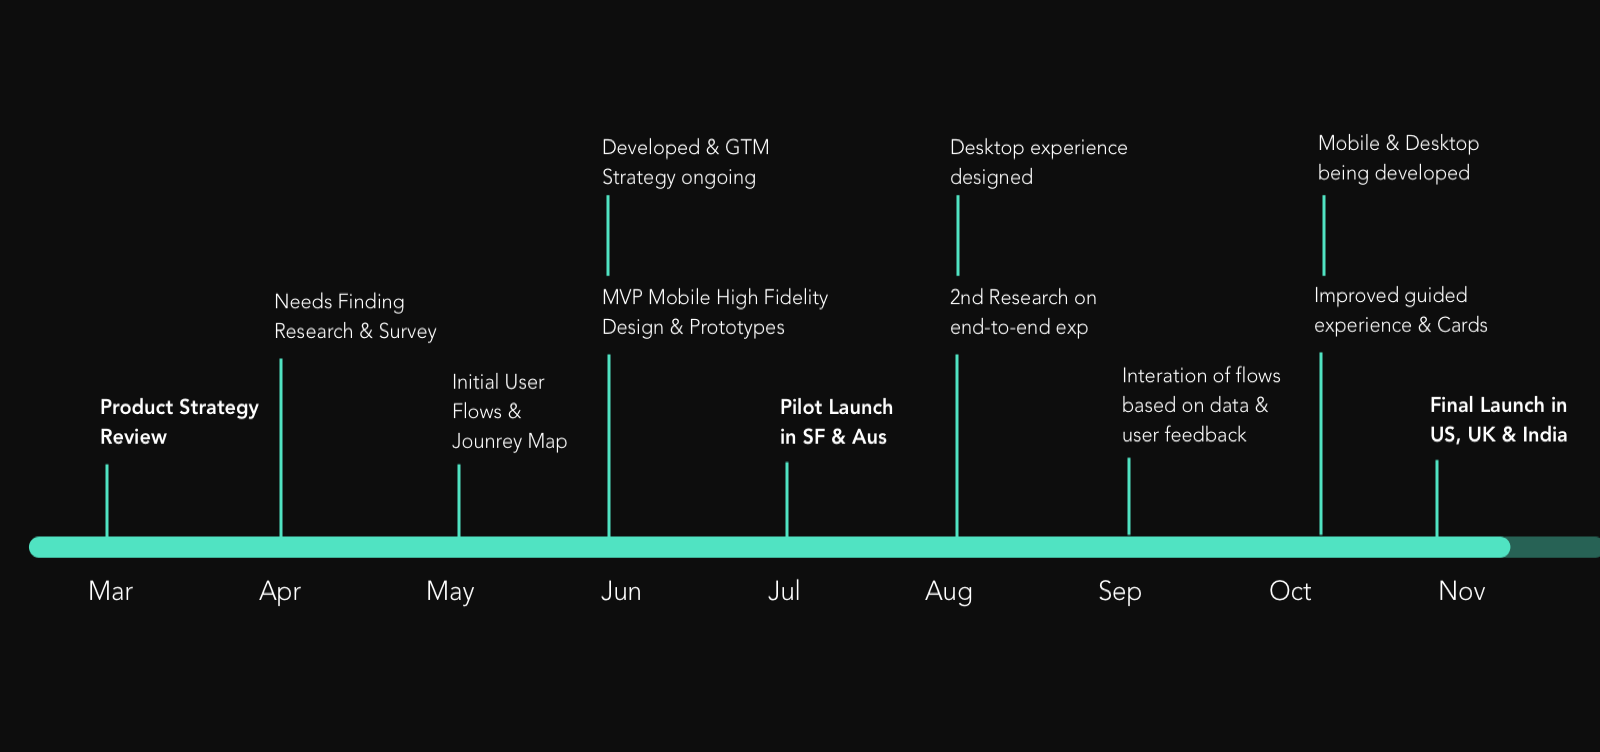 Developed & GTM
Strategy ongoing
Desktop experience
designed
Mobile & Desktop
being developed
Needs Finding
Research & Survey
MVP Mobile High Fidelity
Design & Prototypes
2nd Research on
end-to-end exp
Improved guided
experience & Cards
Product Strategy
Review
Initial User
Flows &
Jounrey Map
Pilot Launch
in SF & Aus
Interation of flows
based on data &
user feedback
Final Launch in
US, UK & India
Mar Apr May Jun Jul Aug Sep Oct Nov